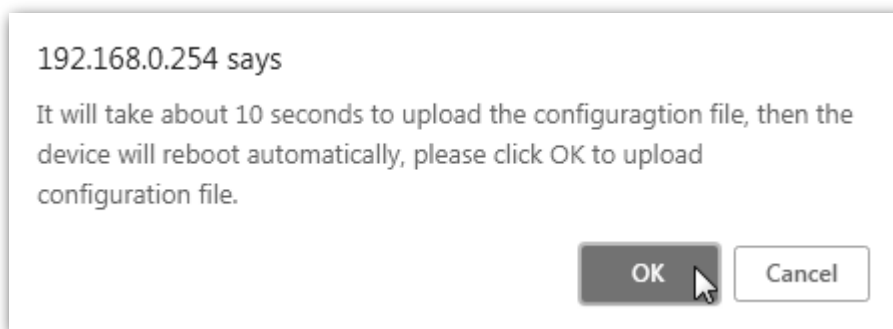 192.168.0.254 says
It will take about 10 seconds to upload the configuragtion file, then the
device will reboot automatically, please click OK to upload
configuration file.
OK Cancel